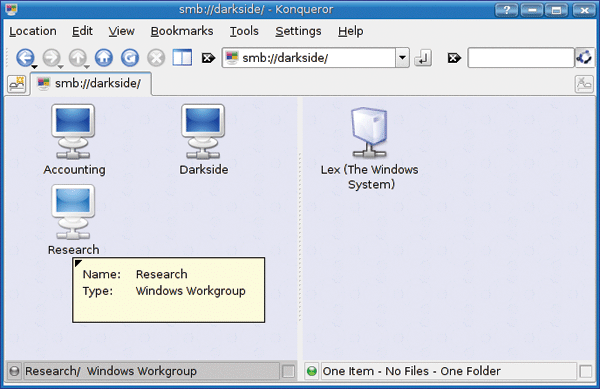 smb://darkside/ - Konqueror
Location Edit View Bookmarks Tools Settings Help
smb://darkside/
smb://darkside/
Accounting
Darkside
Research
Name: Research
Type: Windows Workgroup
Lex (The Windows
System)
Research/ Windows Workgroup
One Item - No Files - One Folder